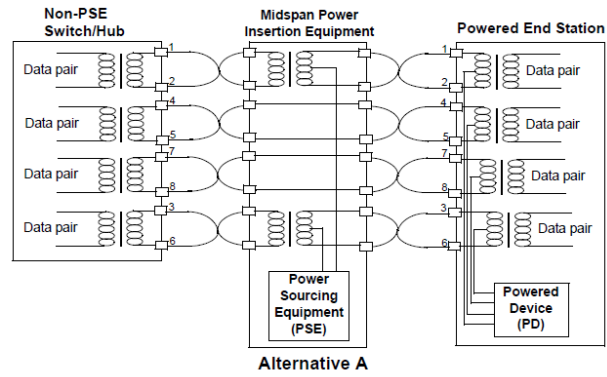 Non-PSE
Switch/Hub
Midspan Power
Insertion Equipment
Powered End Station
Data pair
1
2
1
2
Data pair
Data pair
4
5
4
5
Data pair
Data pair
7
8
7
8
Data pair
Data pair
3
6
3
6
Data pair
Power
Sourcing
Equipment
(PSE)
Powered
Device
(PD)
Alternative A